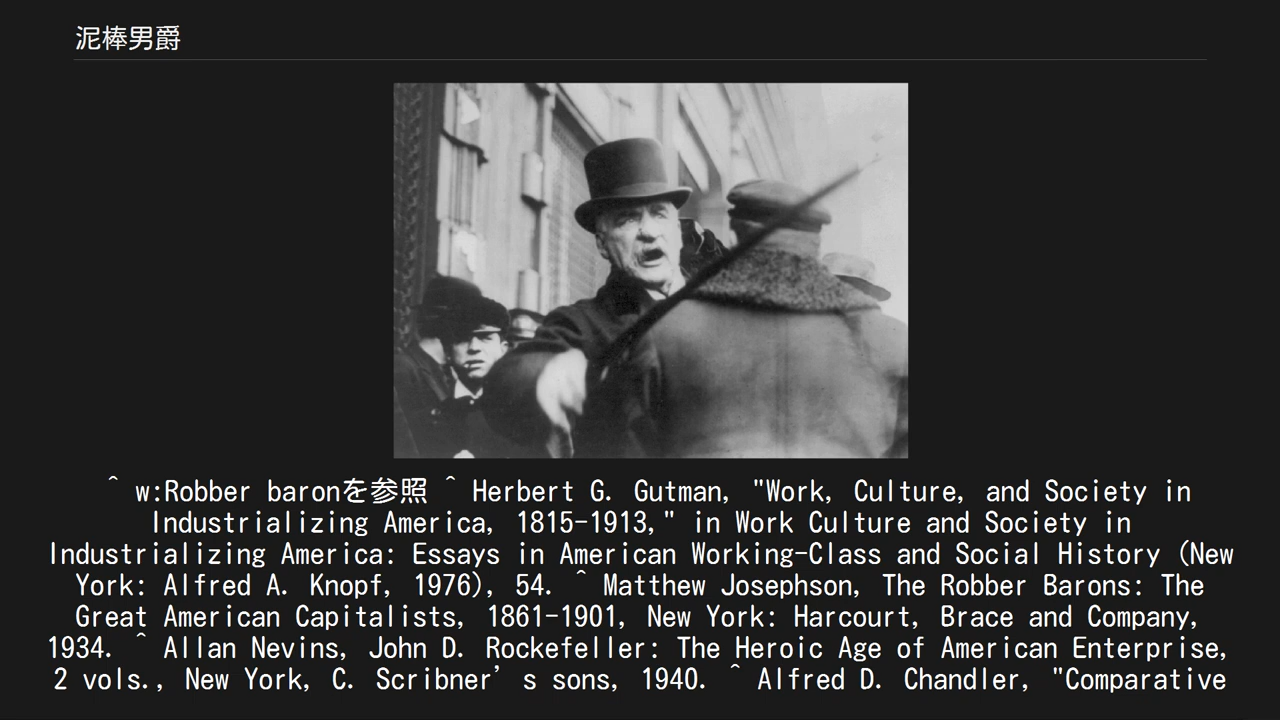 泥棒男爵
^ w:Robber baronを参照 ^ Herbert G. Gutman, "Work, Culture, and Society in
Industrializing America, 1815-1913," in Work Culture and Society in
Industrializing America: Essays in American Working-Class and Social History (New
York: Alfred A. Knopf, 1976), 54. ^ Matthew Josephson, The Robber Barons: The
Great American Capitalists, 1861-1901, New York: Harcourt, Brace and Company,
1934. ^ Allan Nevins, John D. Rockefeller: The Heroic Age of American Enterprise,
2 vols., New York, C. Scribner’s sons, 1940. ^ Alfred D. Chandler, "Comparative